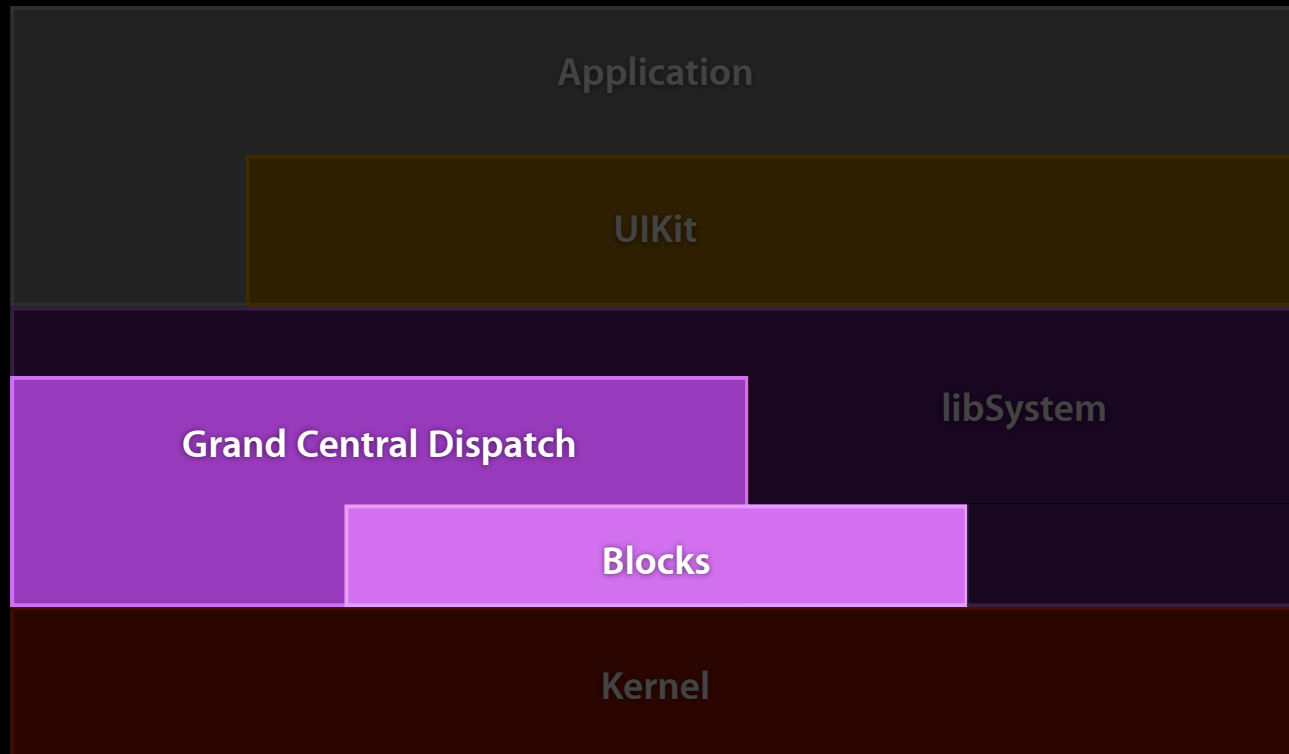 Application
UIKit
libSystem
Grand Central Dispatch
Blocks
Kernel